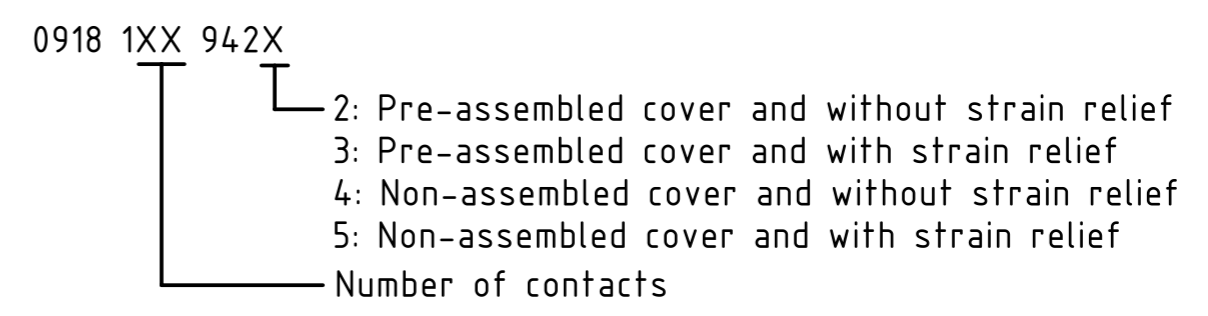 0918 1XX 942X
2: Pre-assembled cover and without strain relief
3: Pre-assembled cover and with strain relief
4: Non-assembled cover and without strain relief
5: Non-assembled cover and with strain relief
Number of contacts